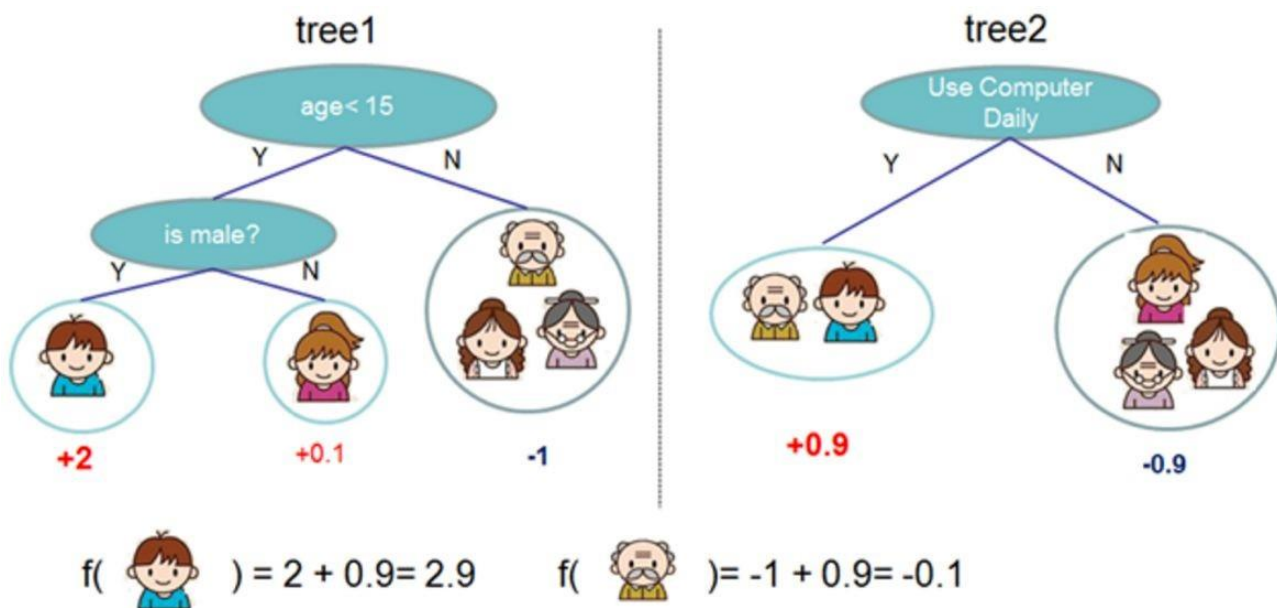 tree1
age< 15
Y
N
is male?
Y
N
+2
+0.1
-1
tree2
Use Computer
Daily
Y
N
+0.9
-0.9
f( ) = 2 + 0.9= 2.9
f( )= -1 + 0.9= -0.1